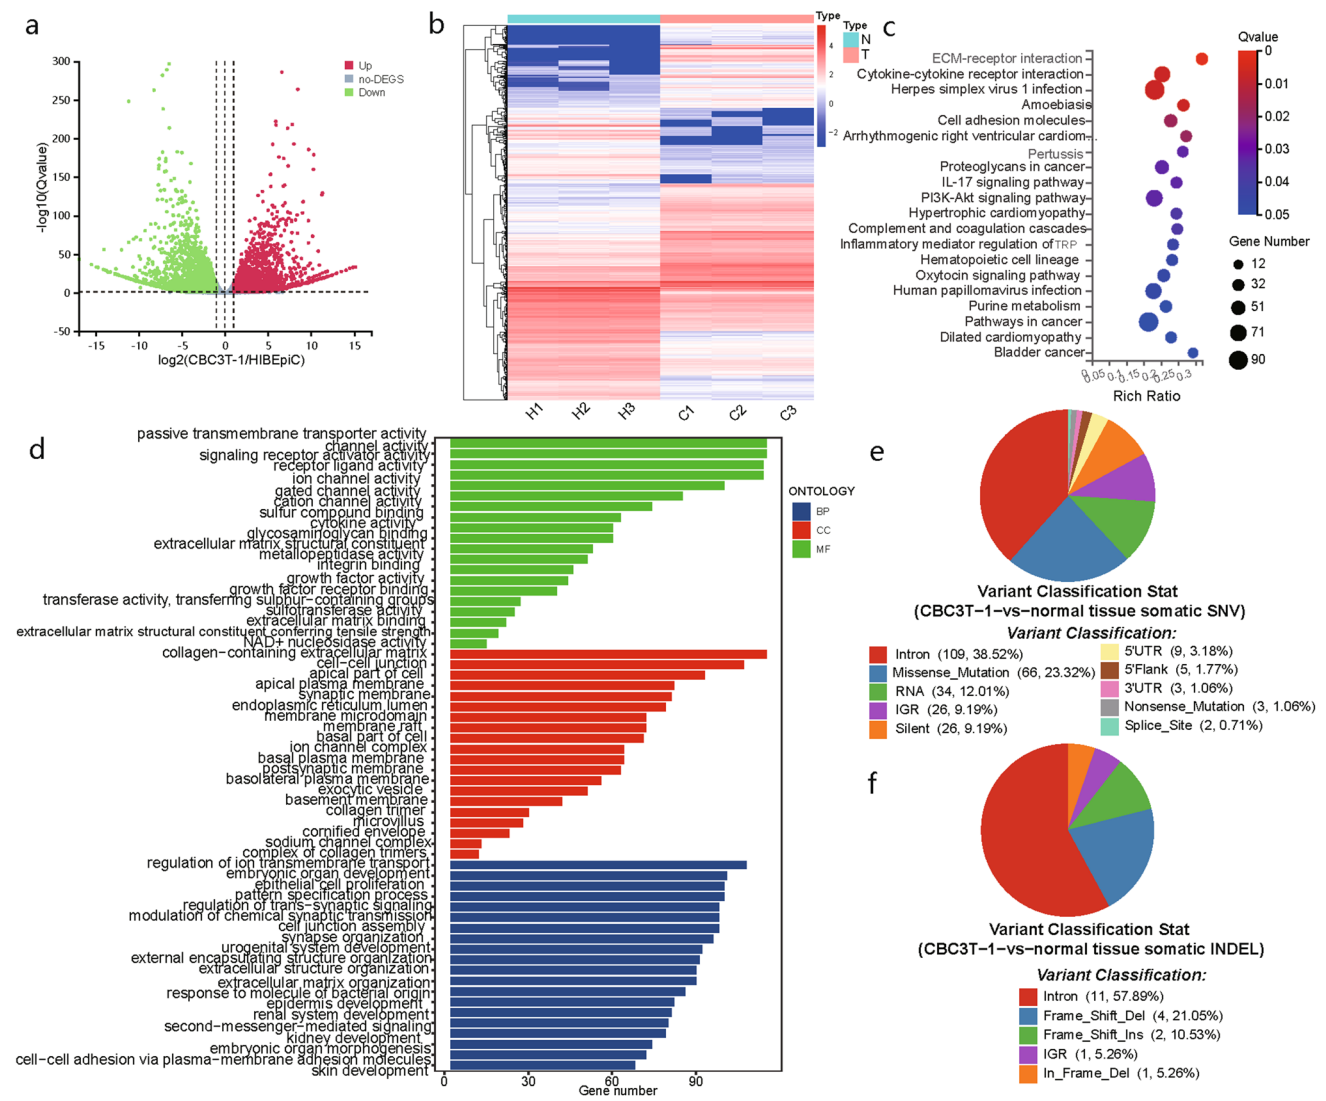 a
300
250
200
150
100
50
0
-50
-log10(Qvalue)
-15
-10
-5
0
5
10
15
log2(CBC3T-1/HIBEpiC)
Up
no-DEGS
Down
b
Type
4
2
0
−2
Type
N
T
H1
H2
H3
C1
C2
C3
c
ECM-receptor interaction
Cytokine-cytokine receptor interaction
Herpes simplex virus 1 infection
Amoebiasis
Cell adhesion molecules
Arrhythmogenic right ventricular cardiom
Pertussis
Proteoglycans in cancer
IL-17 signaling pathway
PI3K-Akt signaling pathway
Hypertrophic cardiomyopathy
Complement and coagulation cascades
Inflammatory mediator regulation of TRP
Hematopoietic cell lineage
Oxytocin signaling pathway
Human papillomavirus infection
Purine metabolism
Pathways in cancer
Dilated cardiomyopathy
Bladder cancer
0
0.05
0.1
0.15
0.2
0.25
0.3
Rich Ratio
Qvalue
0
0.01
0.02
0.03
0.04
0.05
Gene Number
12
32
51
71
90
d
passive transmembrane transporter activity
channel activity
signaling receptor activator activity
receptor ligand activity
ion channel activity
gated channel activity
cation channel activity
sulfur compound binding
cytokine activity
glycosaminoglycan binding
extracellular matrix structural constituent
metallopeptidase activity
integrin binding
growth factor activity
growth factor receptor binding
transferase activity, transferring sulphur−containing groups
sulfotransferase activity
extracellular matrix binding
extracellular matrix structural constituent conferring tensile strength
NAD+ nucleosidase activity
collagen−containing extracellular matrix
cell−cell junction
apical part of cell
apical plasma membrane
synaptic membrane
endoplasmic reticulum lumen
membrane microdomain
membrane raft
basal part of cell
ion channel complex
basal plasma membrane
postsynaptic membrane
basolateral plasma membrane
exocytic vesicle
basement membrane
collagen trimer
microvillus
cornified envelope
sodium channel complex
complex of collagen trimers
regulation of ion transmembrane transport
embryonic organ development
epithelial cell proliferation
pattern specification process
regulation of trans−synaptic signaling
modulation of chemical synaptic transmission
cell junction assembly
synapse organization
urogenital system development
external encapsulating structure organization
extracellular structure organization
extracellular matrix organization
response to molecule of bacterial origin
epidermis development
renal system development
second−messenger−mediated signaling
kidney development
embryonic organ morphogenesis
cell−cell adhesion via plasma−membrane adhesion molecules
skin development
0
30
60
90
Gene number
ONTOLOGY
BP
CC
MF
e
Variant Classification Stat
(CBC3T−1−vs−normal tissue somatic SNV)
Variant Classification:
Intron (109, 38.52%)
Missense_Mutation (66, 23.32%)
RNA (34, 12.01%)
IGR (26, 9.19%)
Silent (26, 9.19%)
5'UTR (9, 3.18%)
5'Flank (5, 1.77%)
3'UTR (3, 1.06%)
Nonsense_Mutation (3, 1.06%)
Splice_Site (2, 0.71%)
f
Variant Classification Stat
(CBC3T−1−vs−normal tissue somatic INDEL)
Variant Classification:
Intron (11, 57.89%)
Frame_Shift_Del (4, 21.05%)
Frame_Shift_Ins (2, 10.53%)
IGR (1, 5.26%)
In_Frame_Del (1, 5.26%)